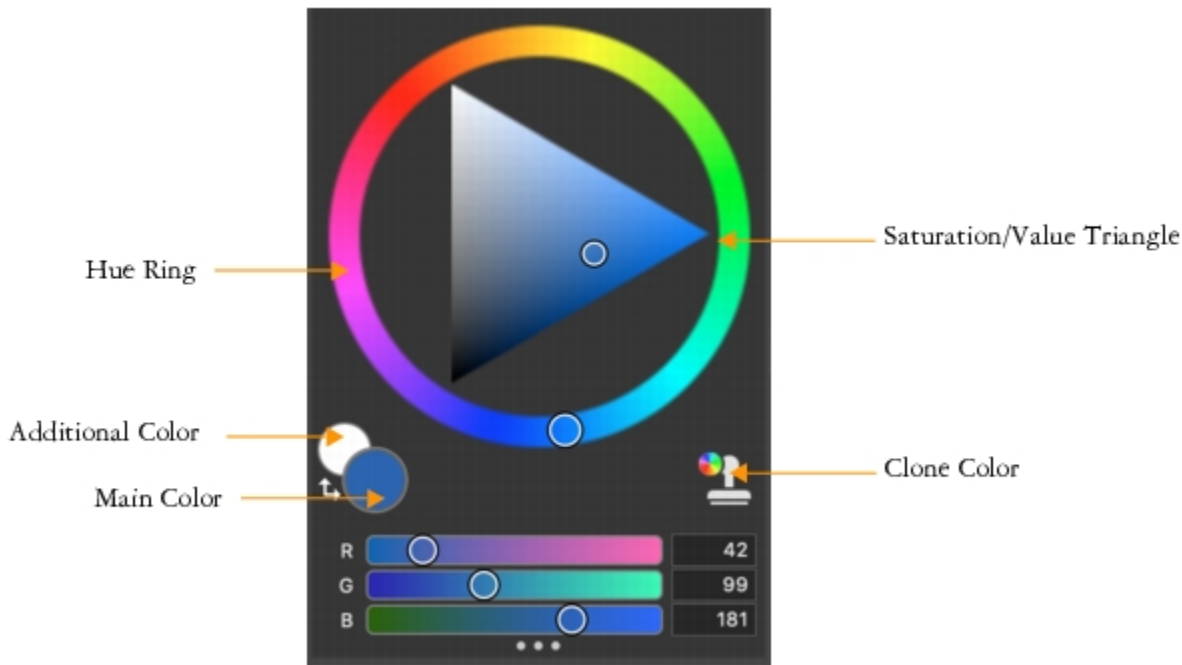 Saturation/Value Triangle
Hue Ring
Additional Color
Clone Color
Main Color
R 42
G 99
B 181